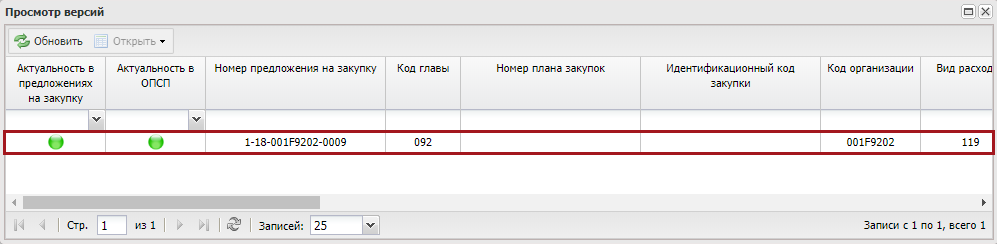 Просмотр версий
Обновить Открыть
Актуальность в предложениях на закупку Актуальность в ОПСП Номер предложения на закупку Код главы Номер плана закупок Идентификационный код закупки Код организации Вид расход
1-18-001F9202-0009 092 001F9202 119
Стр. 1 из 1 Записей: 25 Записи с 1 по 1, всего 1